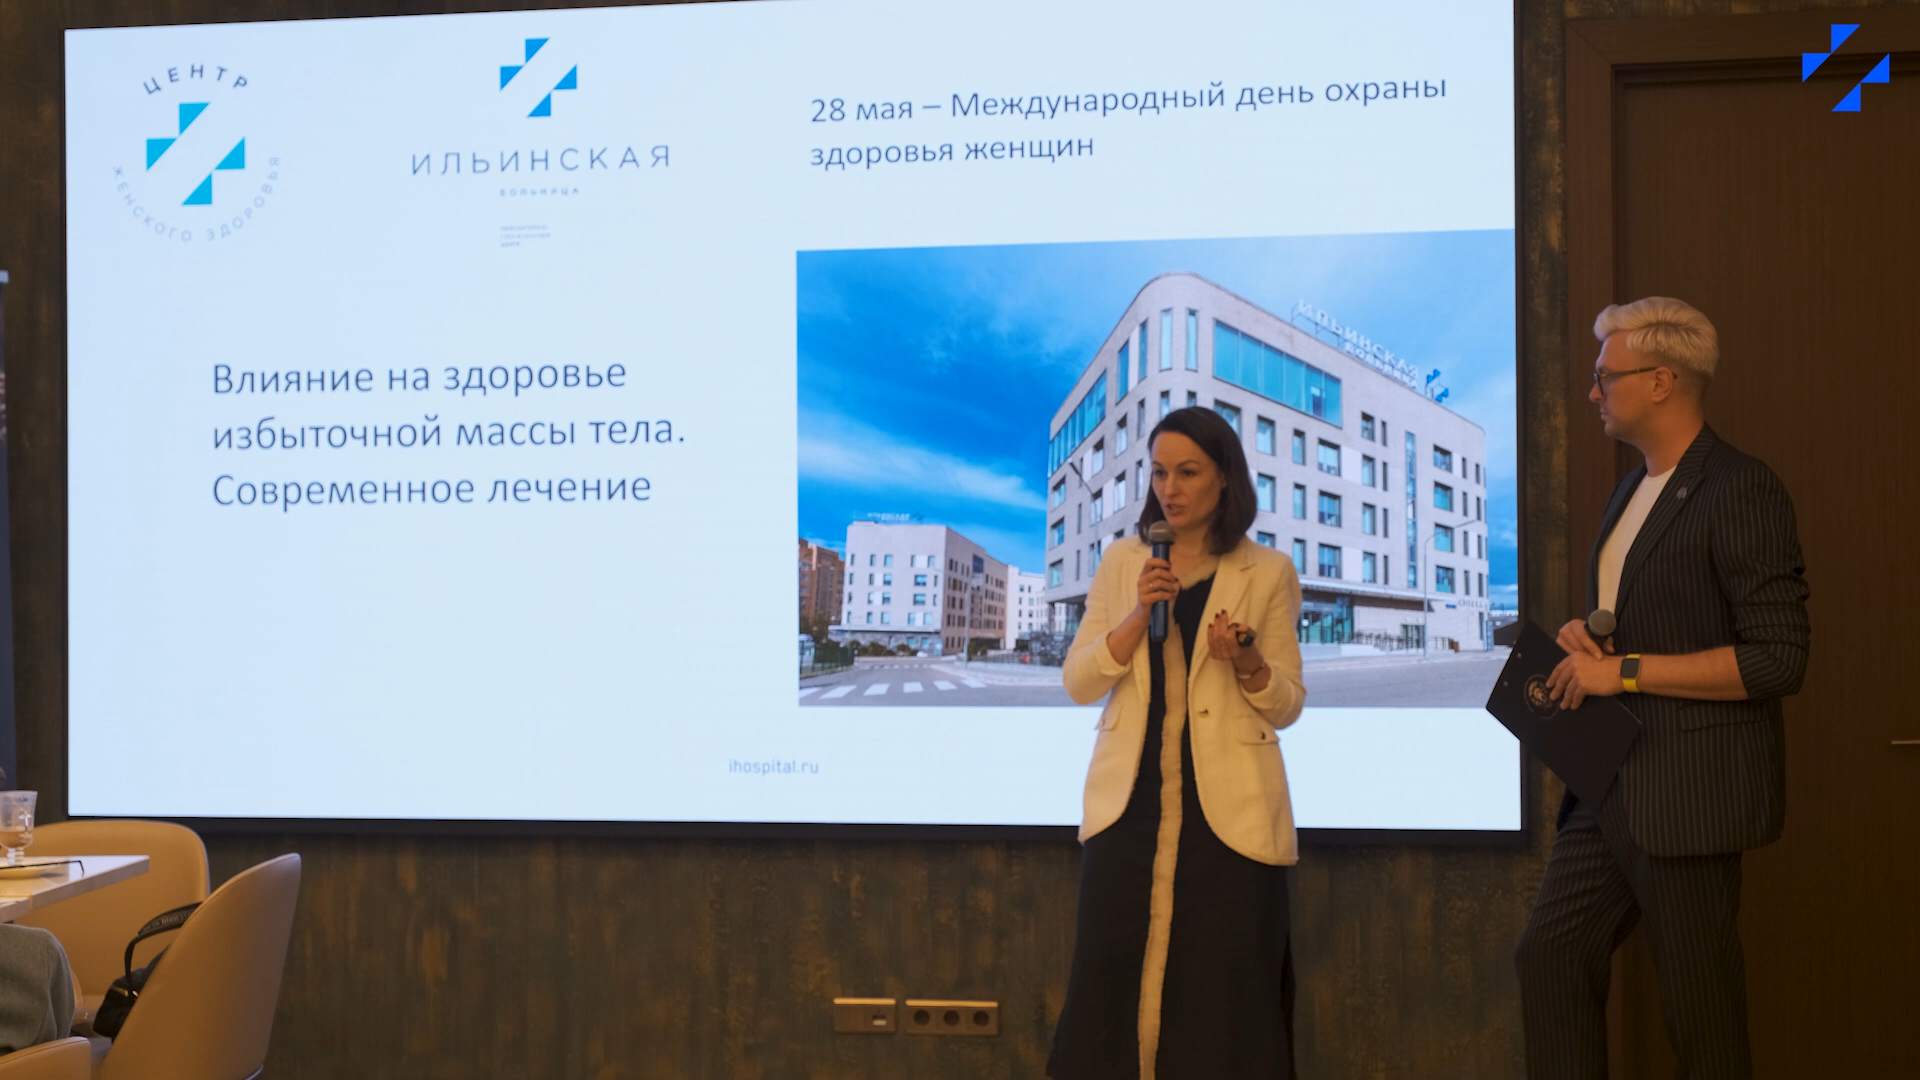 ЦЕНТР
ЖЕНСКОГО ЗДОРОВЬЯ
ИЛЬИНСКАЯ
БОЛЬНИЦА
28 мая – Международный день охраны
здоровья женщин
Влияние на здоровье
избыточной массы тела.
Современное лечение
ИЛЬИНСКАЯ
БОЛЬНИЦА
ihospital.ru